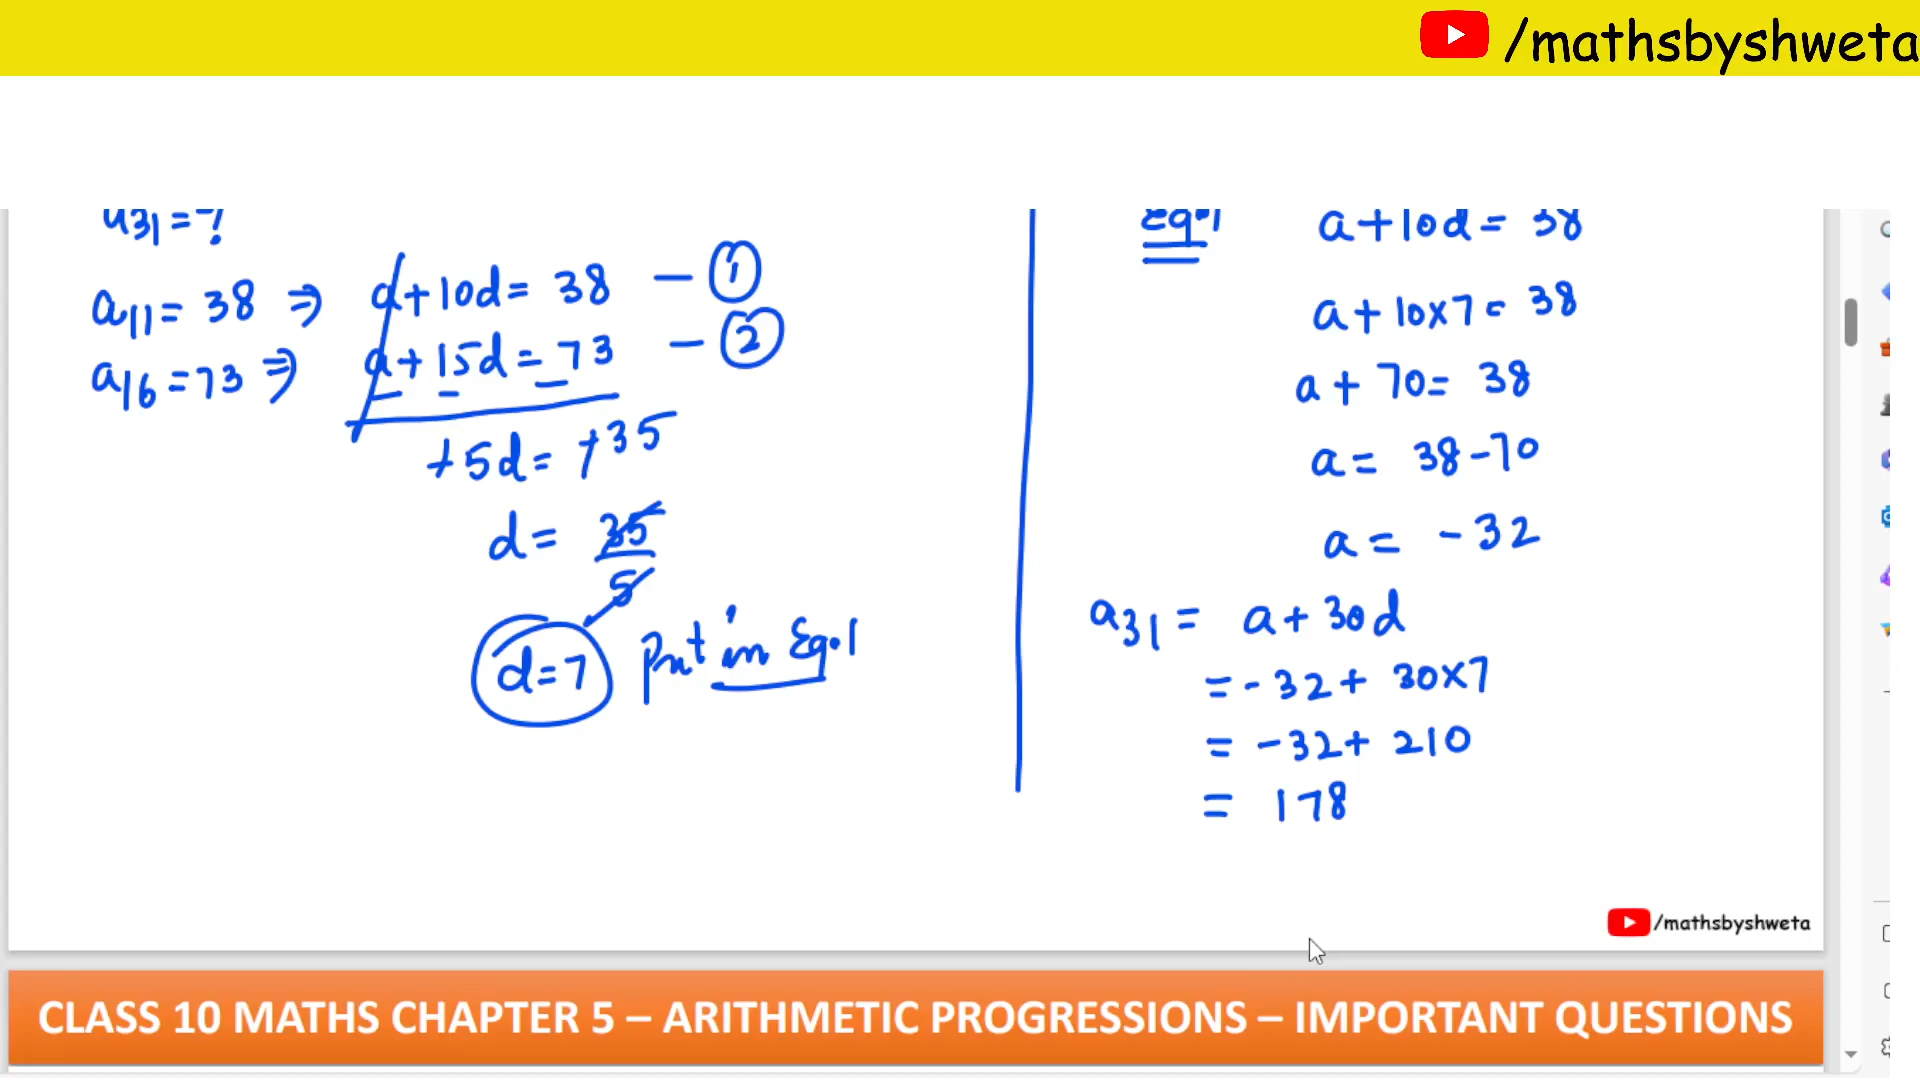 /mathsbyshweta
a31 = ?
a11 = 38 ⇒ a + 10d = 38 — ①
a16 = 73 ⇒ a + 15d = 73 — ②
+5d = +35
d = 35/5
d = 7 Put in Eq.1
Eq.1 a + 10d = 38
a + 10×7 = 38
a + 70 = 38
a = 38 - 70
a = -32
a31 = a + 30d
= -32 + 30×7
= -32 + 210
= 178
/mathsbyshweta
CLASS 10 MATHS CHAPTER 5 – ARITHMETIC PROGRESSIONS – IMPORTANT QUESTIONS